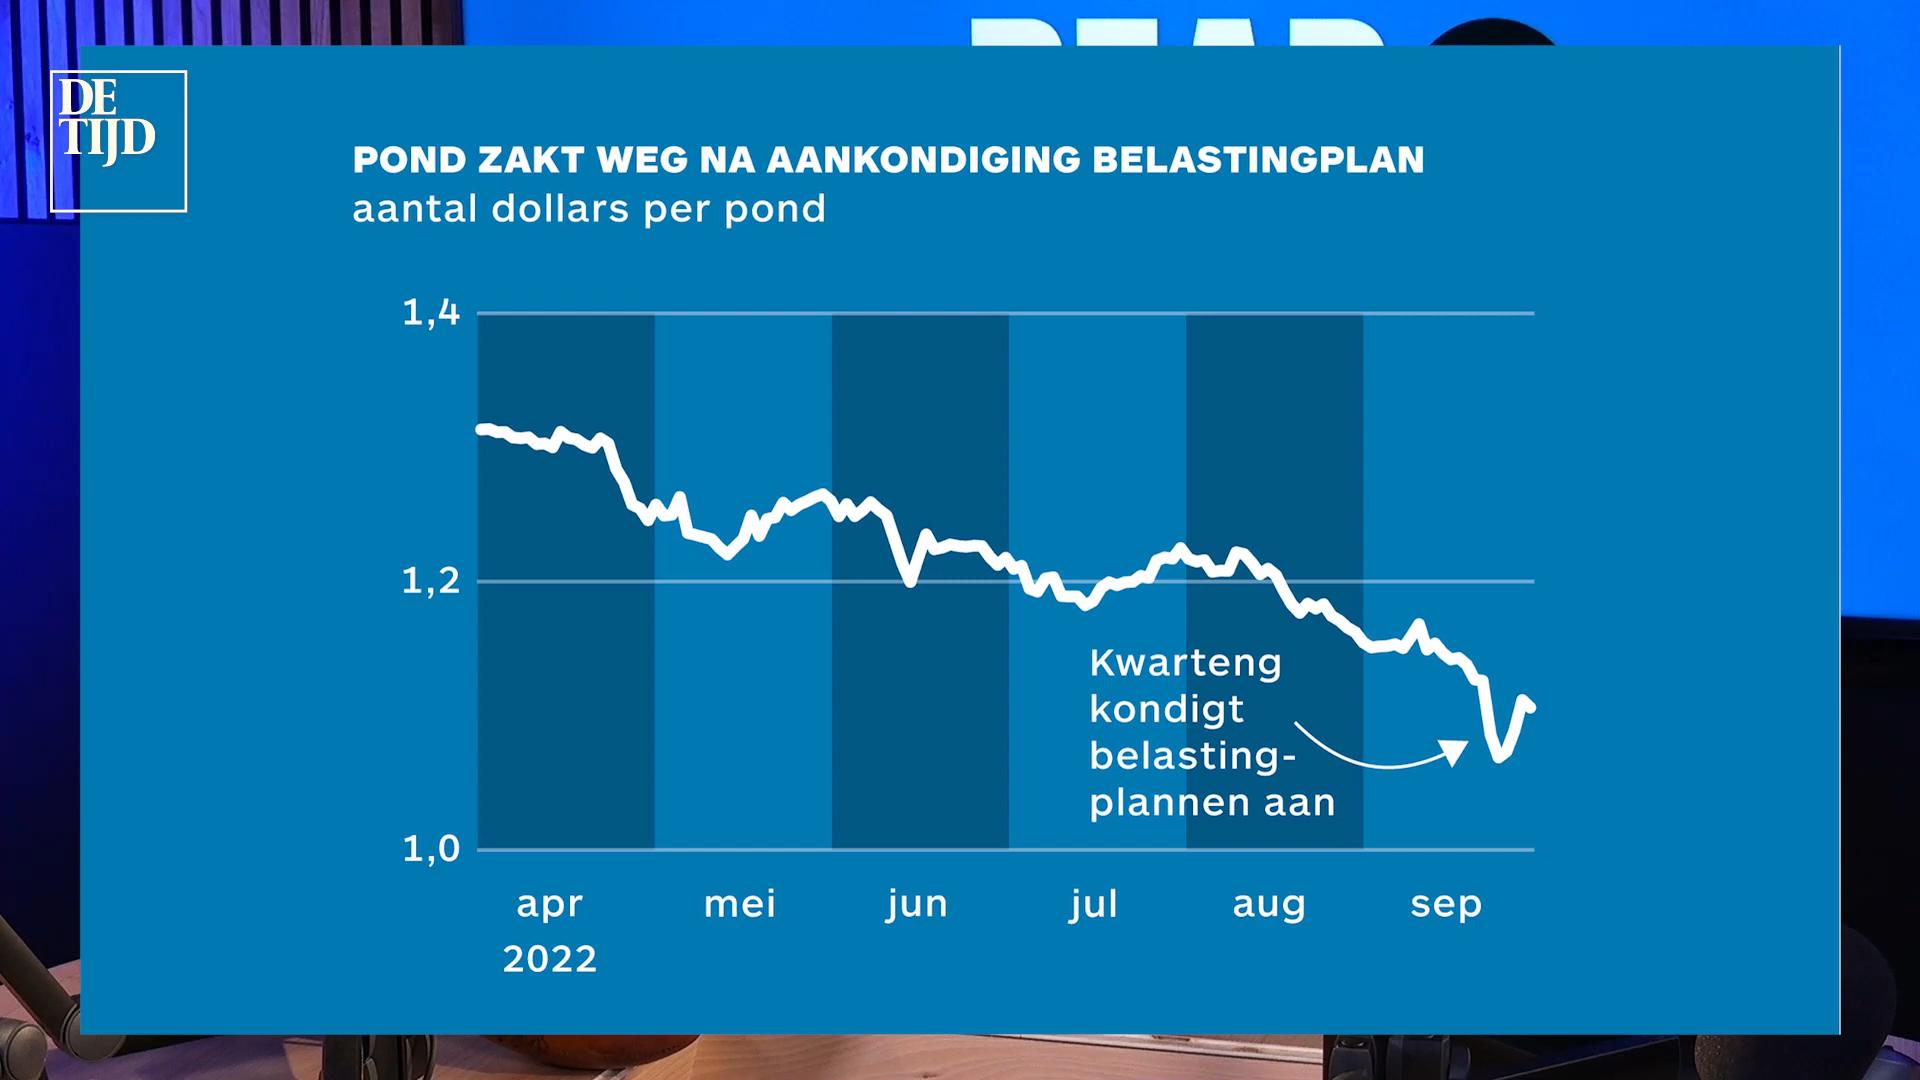 DE
TIJD
POND ZAKT WEG NA AANKONDIGING BELASTINGPLAN
aantal dollars per pond
1,4
1,2
1,0
Kwarteng
kondigt
belasting-
plannen aan
apr
mei
jun
jul
aug
sep
2022